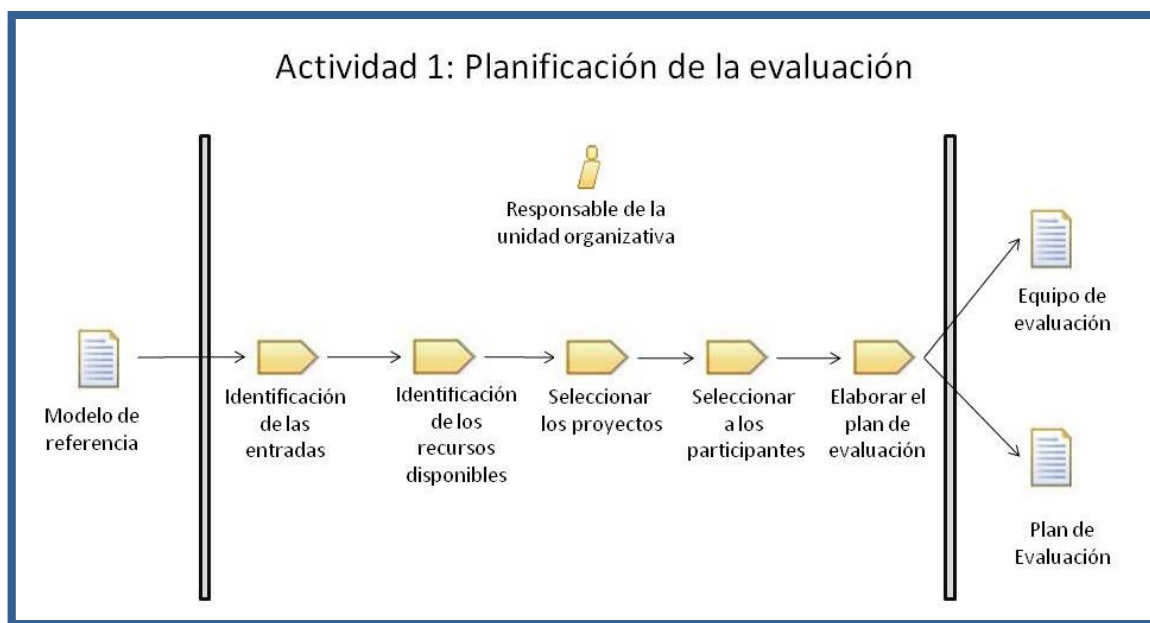 Actividad 1: Planificación de la evaluación
Responsable de la
unidad organizativa
Modelo de
referencia
Identificación
de las
entradas
Identificación
de los
recursos
disponibles
Seleccionar
los proyectos
Seleccionar
a los
participantes
Elaborar el
plan de
evaluación
Equipo de
evaluación
Plan de
Evaluación